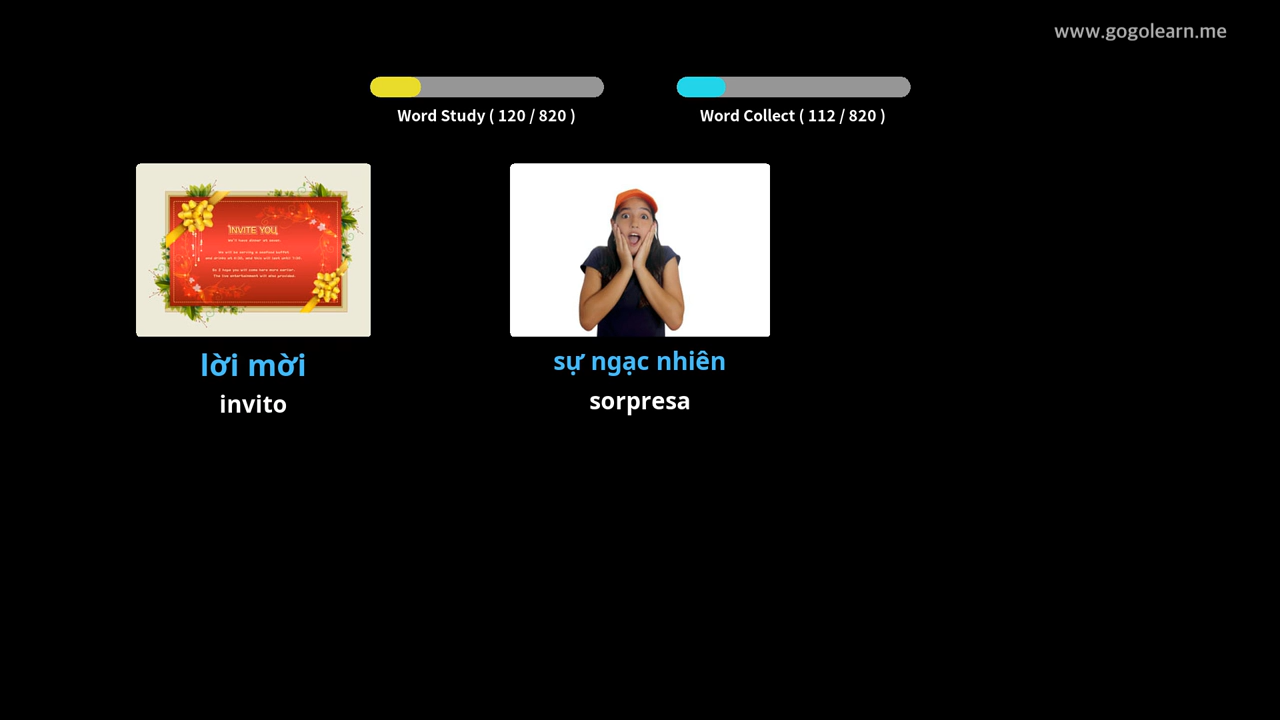 www.gogolearn.me
Word Study ( 120 / 820 )
Word Collect ( 112 / 820 )
INVITE YOU
lời mời
invito
sự ngạc nhiên
sorpresa